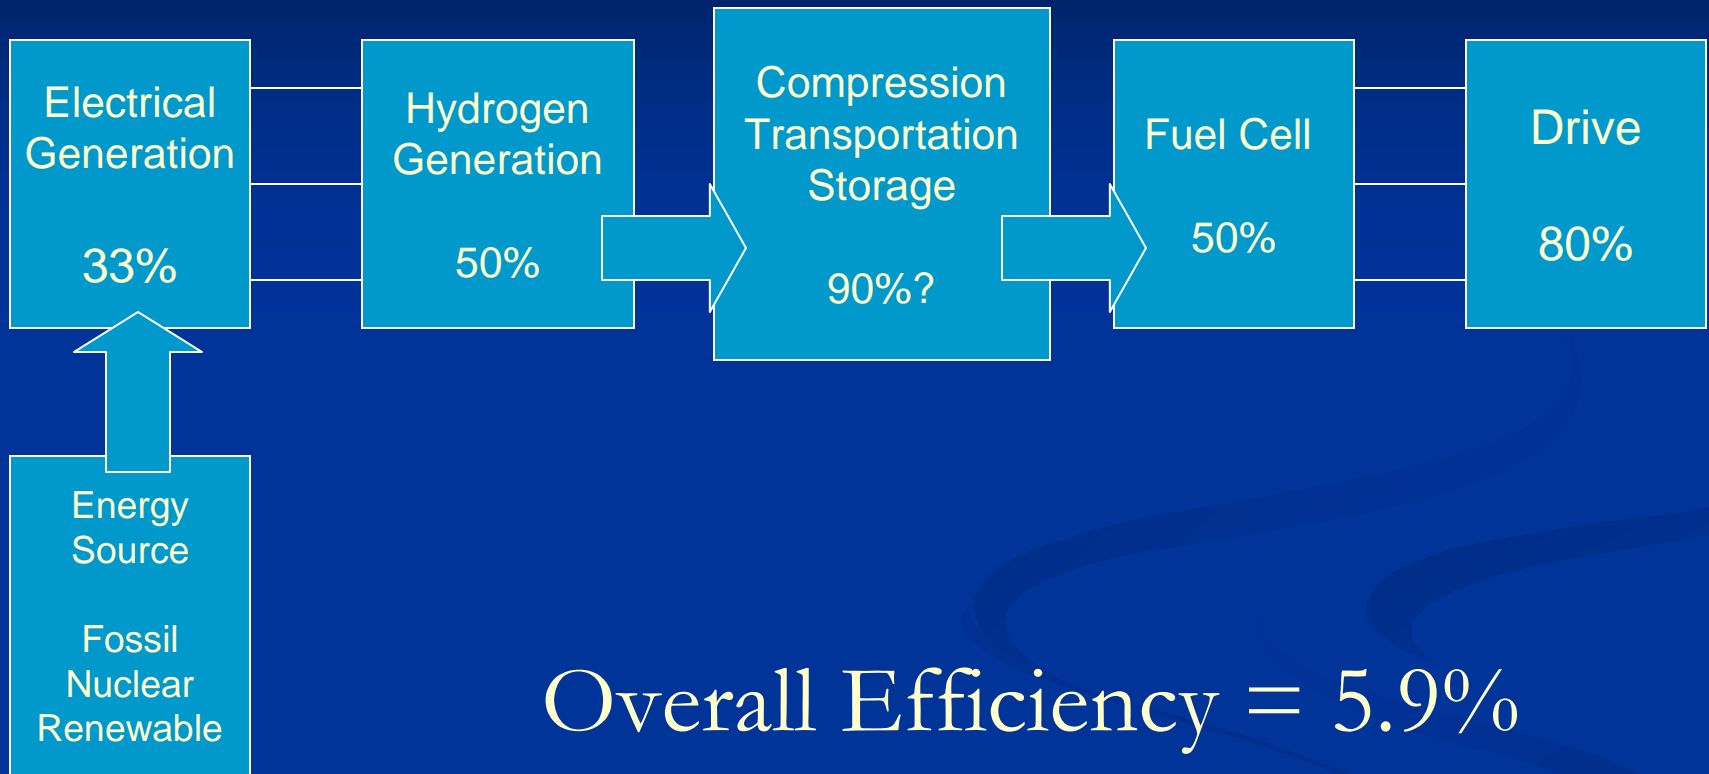 Electrical
Generation
33%
Hydrogen
Generation
50%
Compression
Transportation
Storage
90%?
Fuel Cell
50%
Drive
80%
Energy
Source
Fossil
Nuclear
Renewable
Overall Efficiency = 5.9%